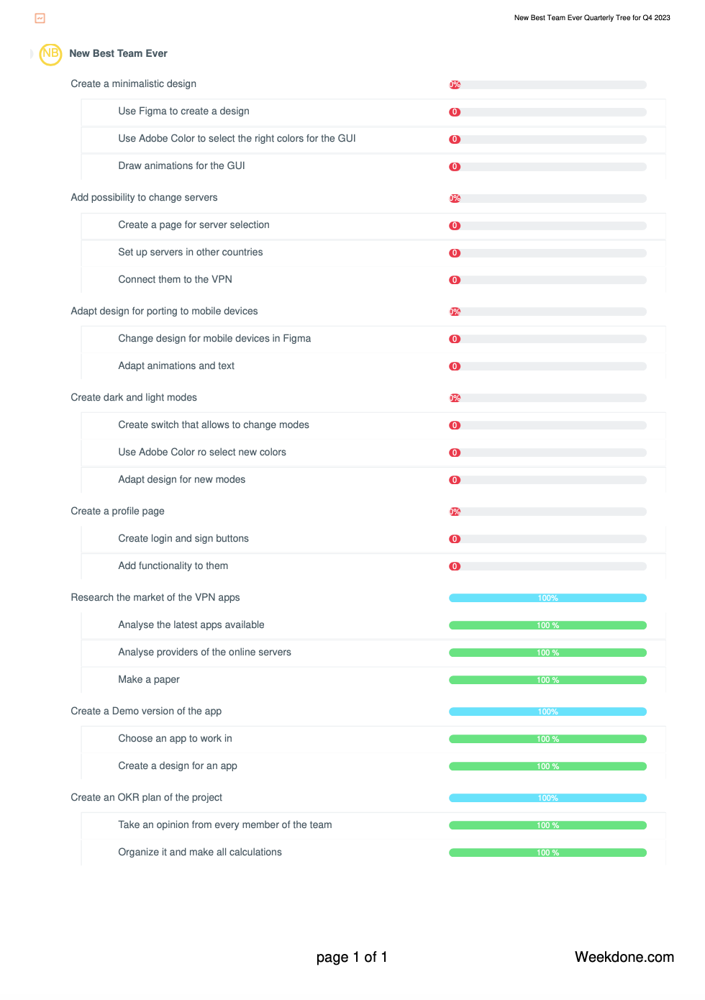 New Best Team Ever Quarterly Tree for Q4 2023
NB New Best Team Ever
Create a minimalistic design 0%
Use Figma to create a design 0
Use Adobe Color to select the right colors for the GUI 0
Draw animations for the GUI 0
Add possibility to change servers 0%
Create a page for server selection 0
Set up servers in other countries 0
Connect them to the VPN 0
Adapt design for porting to mobile devices 0%
Change design for mobile devices in Figma 0
Adapt animations and text 0
Create dark and light modes 0%
Create switch that allows to change modes 0
Use Adobe Color ro select new colors 0
Adapt design for new modes 0
Create a profile page 0%
Create login and sign buttons 0
Add functionality to them 0
Research the market of the VPN apps 100%
Analyse the latest apps available 100 %
Analyse providers of the online servers 100 %
Make a paper 100 %
Create a Demo version of the app 100%
Choose an app to work in 100 %
Create a design for an app 100 %
Create an OKR plan of the project 100%
Take an opinion from every member of the team 100 %
Organize it and make all calculations 100 %
page 1 of 1 Weekdone.com